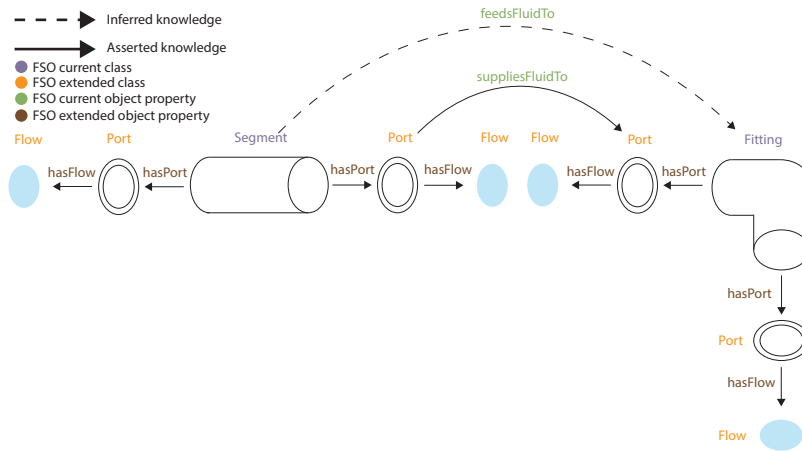 Inferred knowledge
Asserted knowledge
FSO current class
FSO extended class
FSO current object property
FSO extended object property
feedsFluidTo
suppliesFluidTo
Flow
Port
Segment
Port
Flow
Flow
Port
Fitting
hasFlow
hasPort
hasPort
hasFlow
hasFlow
hasPort
hasPort
Port
hasFlow
Flow